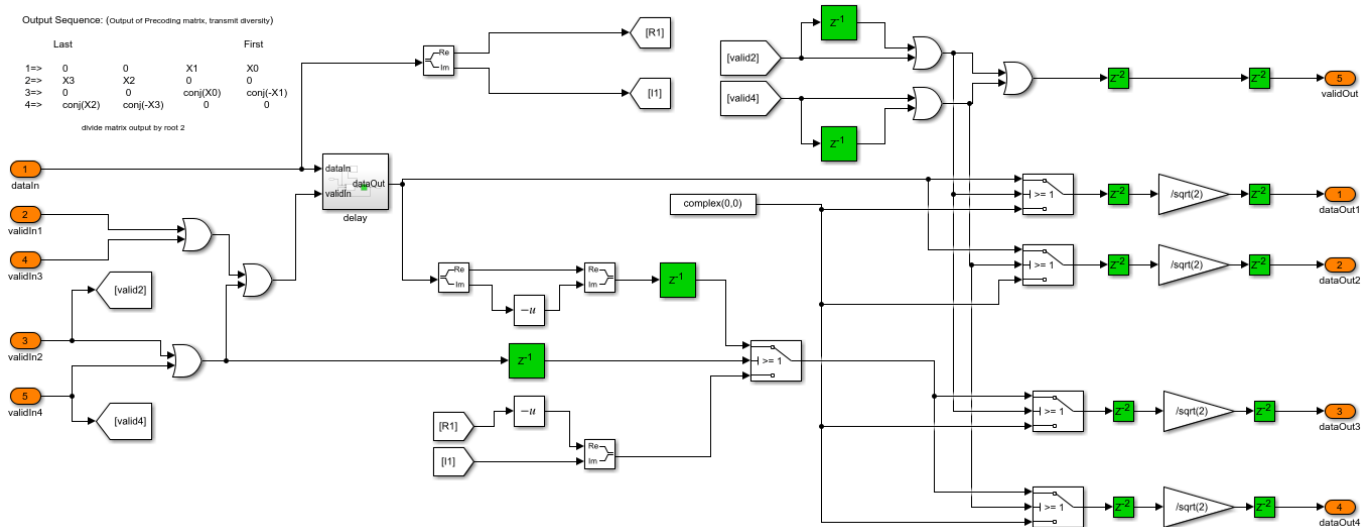 Output Sequence: (Output of Precoding matrix, transmit diversity)
Last First
1=> 0 0 X1 X0
2=> X3 X2 0 0
3=> 0 0 conj(X0) conj(-X1)
4=> conj(X2) conj(-X3) 0 0
divide matrix output by root 2
Re
Im
[R1]
[I1]
[valid2]
z-1
[valid4]
z-1
z-2
z-2
5
validOut
1
dataIn
dataIn
validIn
dataOut
delay
2
validIn1
4
validIn3
[valid2]
3
validIn2
5
validIn4
[valid4]
complex(0,0)
>= 1
z-2
/sqrt(2)
z-2
1
dataOut1
>= 1
z-2
/sqrt(2)
z-2
2
dataOut2
Re
Im
-u
Re
Im
z-1
z-1
>= 1
[R1]
-u
[I1]
Re
Im
>= 1
z-2
/sqrt(2)
z-2
3
dataOut3
>= 1
z-2
/sqrt(2)
z-2
4
dataOut4